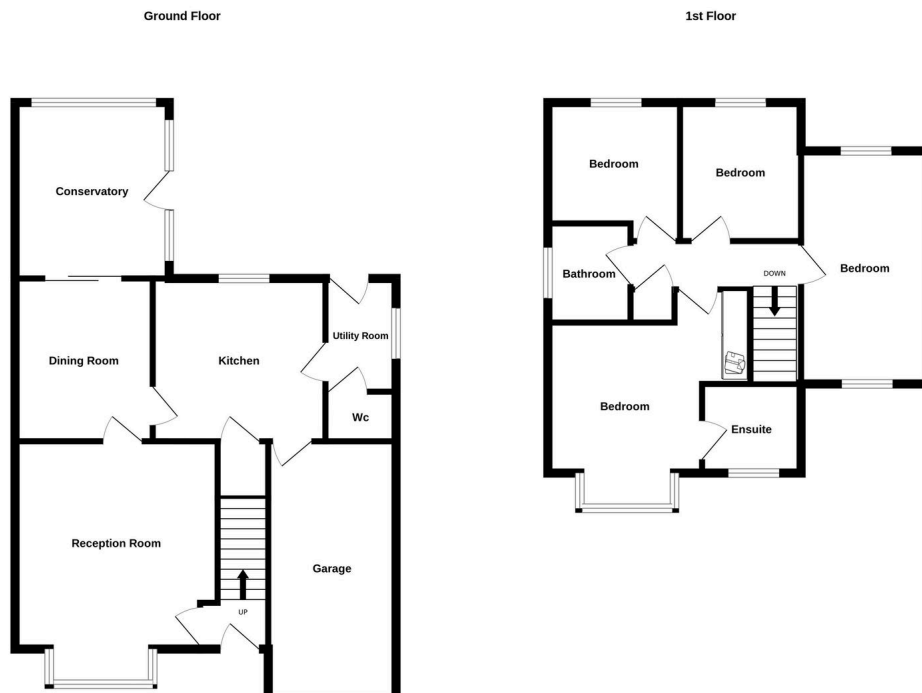 Ground Floor
Conservatory
Dining Room
Kitchen
Utility Room
Wc
Reception Room
Garage
UP
1st Floor
Bedroom
Bedroom
Bathroom
DOWN
Bedroom
Bedroom
Ensuite